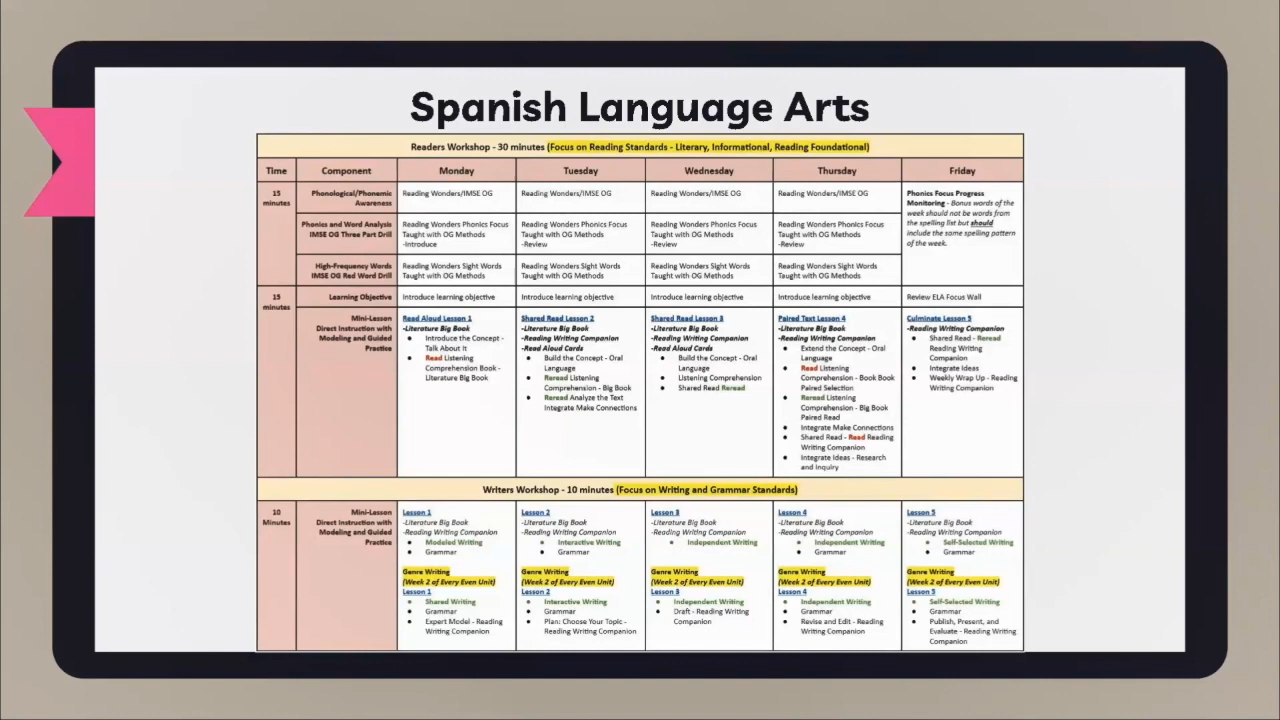 Spanish Language Arts
Readers Workshop - 30 minutes (Focus on Reading Standards - Literary, Informational, Reading Foundational)
Time Component Monday Tuesday Wednesday Thursday Friday
15 minutes
Phonological/Phonemic
Awareness
Reading Wonders/IMSE OG
Reading Wonders/IMSE OG
Reading Wonders/IMSE OG
Reading Wonders/IMSE OG
Phonics Focus Progress
Monitoring - Bonus words of the
week should not be words from
the spelling list but should
include the same spelling pattern
of the week.
Phonics and Word Analysis
IMSE OG Three Part Drill
Reading Wonders Phonics Focus
Taught with OG Methods
-Introduce
Reading Wonders Phonics Focus
Taught with OG Methods
-Review
Reading Wonders Phonics Focus
Taught with OG Methods
-Review
Reading Wonders Phonics Focus
Taught with OG Methods
-Review
High-Frequency Words
IMSE OG Red Word Drill
Reading Wonders Sight Words
Taught with OG Methods
Reading Wonders Sight Words
Taught with OG Methods
Reading Wonders Sight Words
Taught with OG Methods
Reading Wonders Sight Words
Taught with OG Methods
15
minutes
Learning Objective
Introduce learning objective
Introduce learning objective
Introduce learning objective
Introduce learning objective
Review ELA Focus Wall
Mini-Lesson
Direct Instruction with
Modeling and Guided
Practice
Read Aloud Lesson 1
-Literature Big Book
● Introduce the Concept -
Talk About It
● Read Listening
Comprehension Book -
Literature Big Book
Shared Read Lesson 2
-Literature Big Book
-Reading Writing Companion
-Read Aloud Cards
● Build the Concept - Oral
Language
● Reread Listening
Comprehension - Big Book
● Reread Analyze the Text
Integrate Make Connections
Shared Read Lesson 3
-Literature Big Book
-Reading Writing Companion
-Read Aloud Cards
● Build the Concept - Oral
Language
● Listening Comprehension
● Shared Read Reread
Paired Text Lesson 4
-Literature Big Book
-Reading Writing Companion
● Extend the Concept - Oral
Language
● Read Listening
Comprehension - Book Book
Paired Selection
● Reread Listening
Comprehension - Big Book
Paired Read
● Integrate Make Connections
● Shared Read - Read Reading
Writing Companion
● Integrate Ideas - Research
and Inquiry
Culminate Lesson 5
-Reading Writing Companion
● Shared Read - Reread
Reading Writing
Companion
● Integrate Ideas
● Weekly Wrap Up - Reading
Writing Companion
Writers Workshop - 10 minutes (Focus on Writing and Grammar Standards)
10
Minutes
Mini-Lesson
Direct Instruction with
Modeling and Guided
Practice
Lesson 1
-Literature Big Book
-Reading Writing Companion
● Modeled Writing
● Grammar
Genre Writing
(Week 2 of Every Even Unit)
Lesson 1
● Shared Writing
● Grammar
● Expert Model - Reading
Writing Companion
Lesson 2
-Literature Big Book
-Reading Writing Companion
● Interactive Writing
● Grammar
Genre Writing
(Week 2 of Every Even Unit)
Lesson 2
● Interactive Writing
● Grammar
● Plan: Choose Your Topic -
Reading Writing Companion
Lesson 3
-Literature Big Book
-Reading Writing Companion
● Independent Writing
Genre Writing
(Week 2 of Every Even Unit)
Lesson 3
● Independent Writing
● Draft - Reading Writing
Companion
Lesson 4
-Literature Big Book
-Reading Writing Companion
● Independent Writing
● Grammar
Genre Writing
(Week 2 of Every Even Unit)
Lesson 4
● Independent Writing
● Grammar
● Revise and Edit - Reading
Writing Companion
Lesson 5
-Literature Big Book
-Reading Writing Companion
● Self-Selected Writing
● Grammar
Genre Writing
(Week 2 of Every Even Unit)
Lesson 5
● Self-Selected Writing
● Grammar
● Publish, Present, and
Evaluate - Reading Writing
Companion